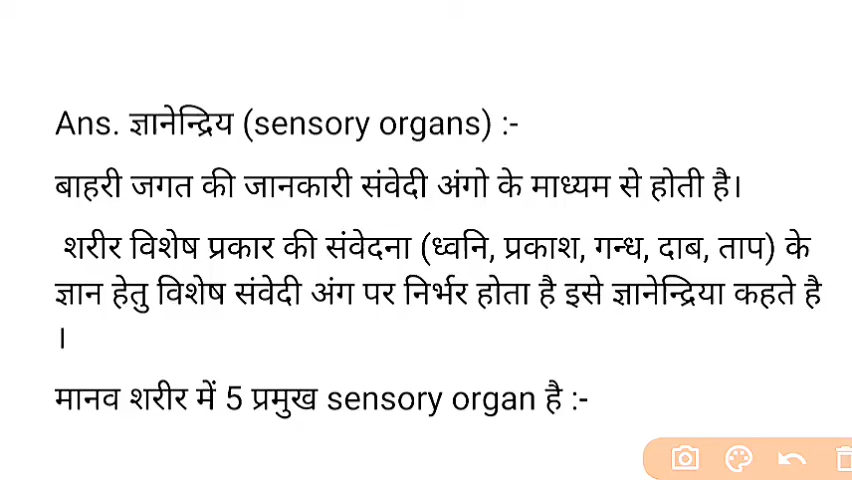 Ans. ज्ञानेन्द्रिय (sensory organs) :-
बाहरी जगत की जानकारी संवेदी अंगो के माध्यम से होती है।
शरीर विशेष प्रकार की संवेदना (ध्वनि, प्रकाश, गन्ध, दाब, ताप) के
ज्ञान हेतु विशेष संवेदी अंग पर निर्भर होता है इसे ज्ञानेन्द्रिया कहते है
।
मानव शरीर में 5 प्रमुख sensory organ है :-